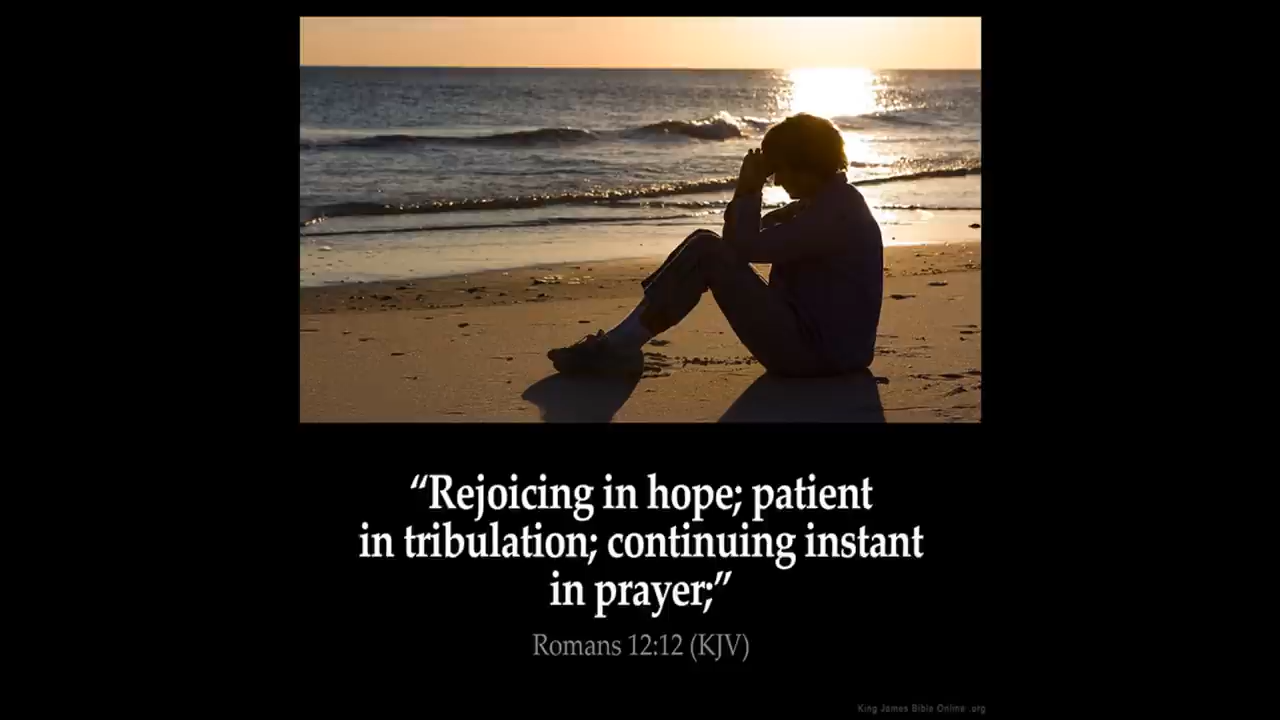 “Rejoicing in hope; patient
in tribulation; continuing instant
in prayer;”
Romans 12:12 (KJV)
King James Bible Online .org